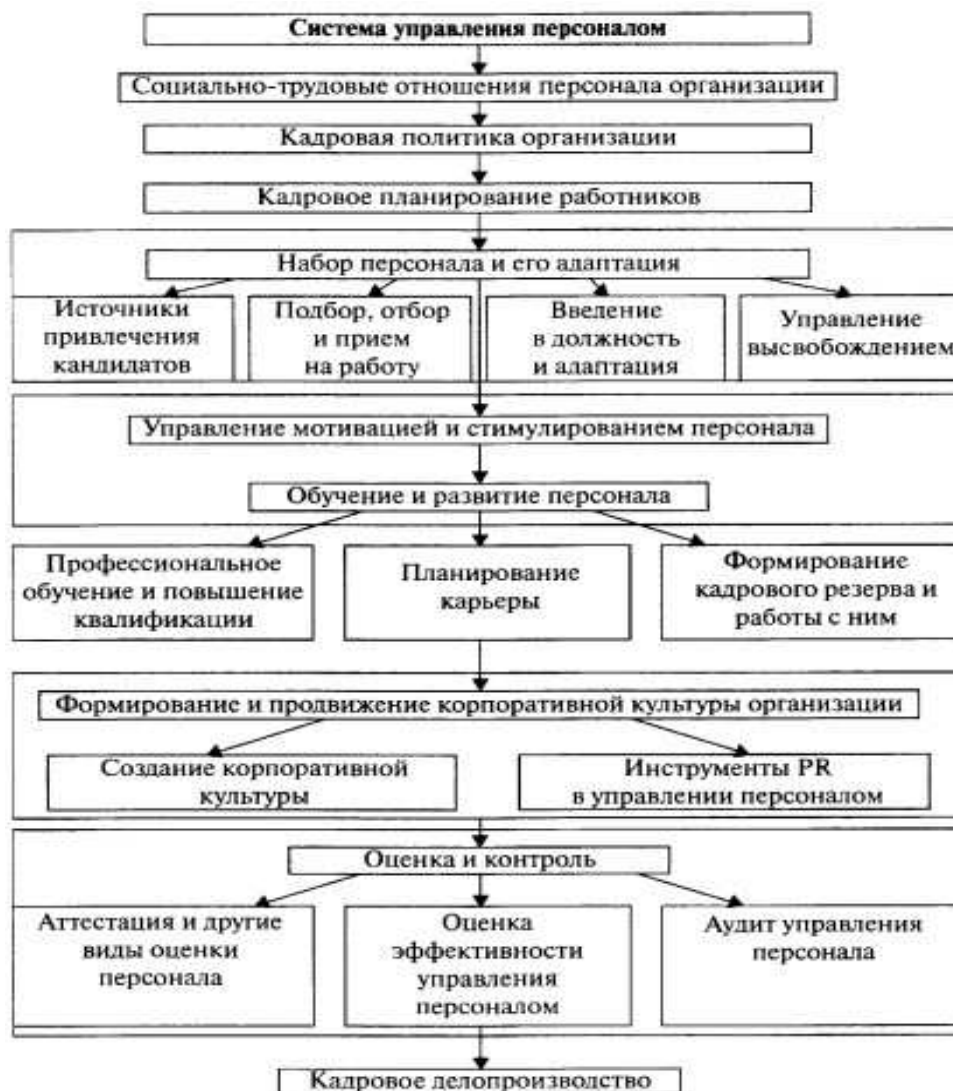 Система управления персоналом
Социально-трудовые отношения персонала организации
Кадровая политика организации
Кадровое планирование работников
Набор персонала и его адаптация
Источники
привлечения
кандидатов
Подбор, отбор
и прием
на работу
Введение
в должность
и адаптация
Управление
высвобождением
Управление мотивацией и стимулированием персонала
Обучение и развитие персонала
Профессиональное
обучение и повышение
квалификации
Планирование
карьеры
Формирование
кадрового резерва и
работы с ним
Формирование и продвижение корпоративной культуры организации
Создание корпоративной
культуры
Инструменты PR
в управлении персоналом
Оценка и контроль
Аттестация и другие
виды оценки
персонала
Оценка
эффективности
управления
персоналом
Аудит управления
персонала
Кадровое делопроизводство